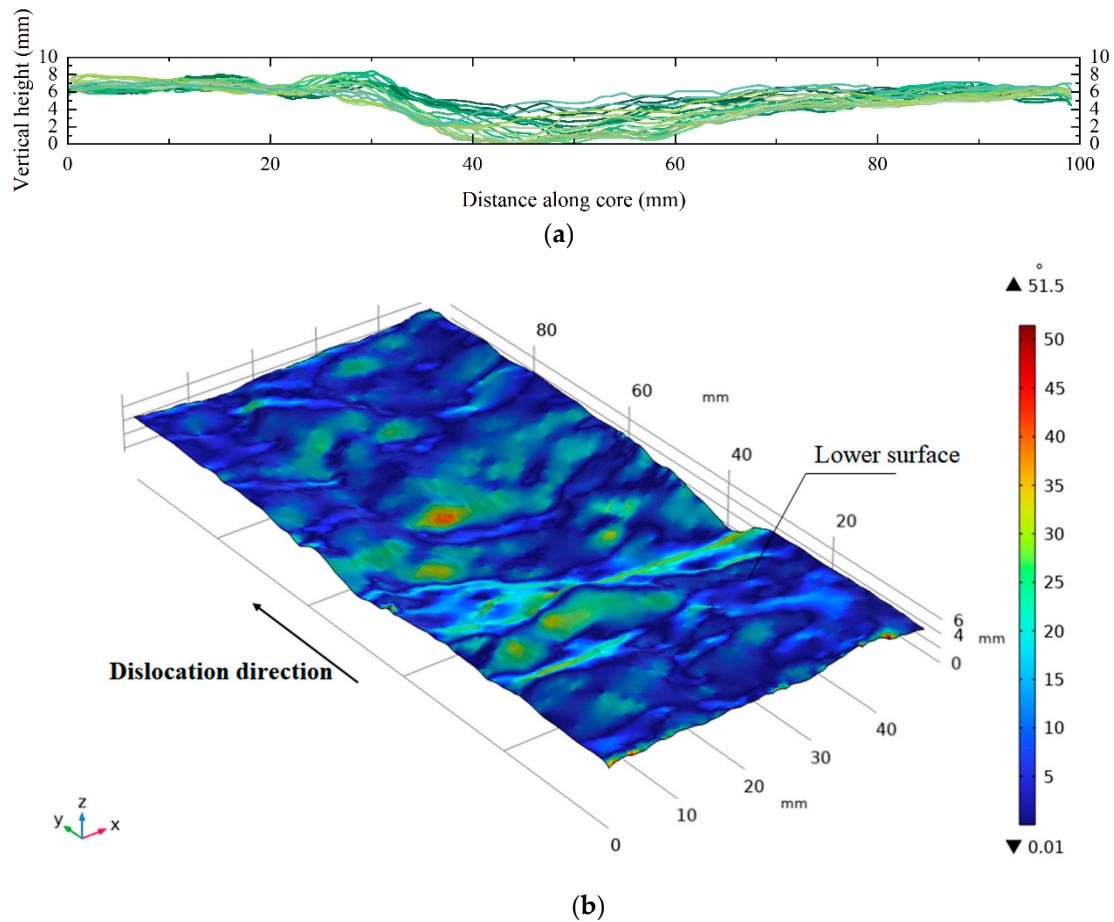 Vertical height (mm)
10 10
8 8
6 6
4 4
2 2
0 0
0 20 40 60 80 100
Distance along core (mm)
(a)
°
▲ 51.5
50
45
40
35
30
25
20
15
10
5
▼ 0.01
80
60
mm
40
Lower surface
20
6
4 mm
0
Dislocation direction
40
30
20
mm
10
0
z
y x
(b)